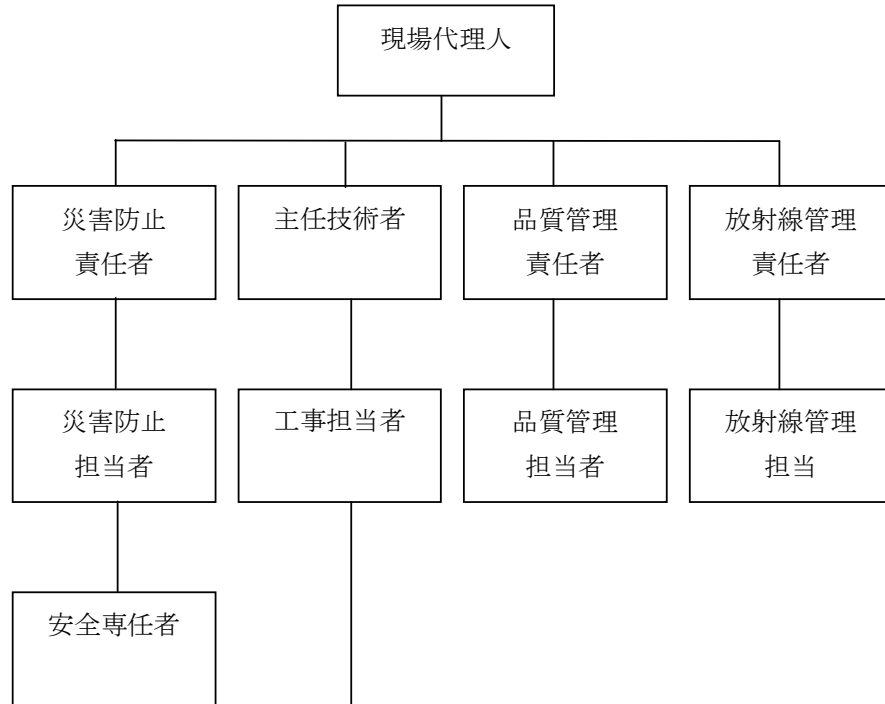 現場代理人
災害防止
責任者
主任技術者
品質管理
責任者
放射線管理
責任者
災害防止
担当者
工事担当者
品質管理
担当者
放射線管理
担当
安全専任者